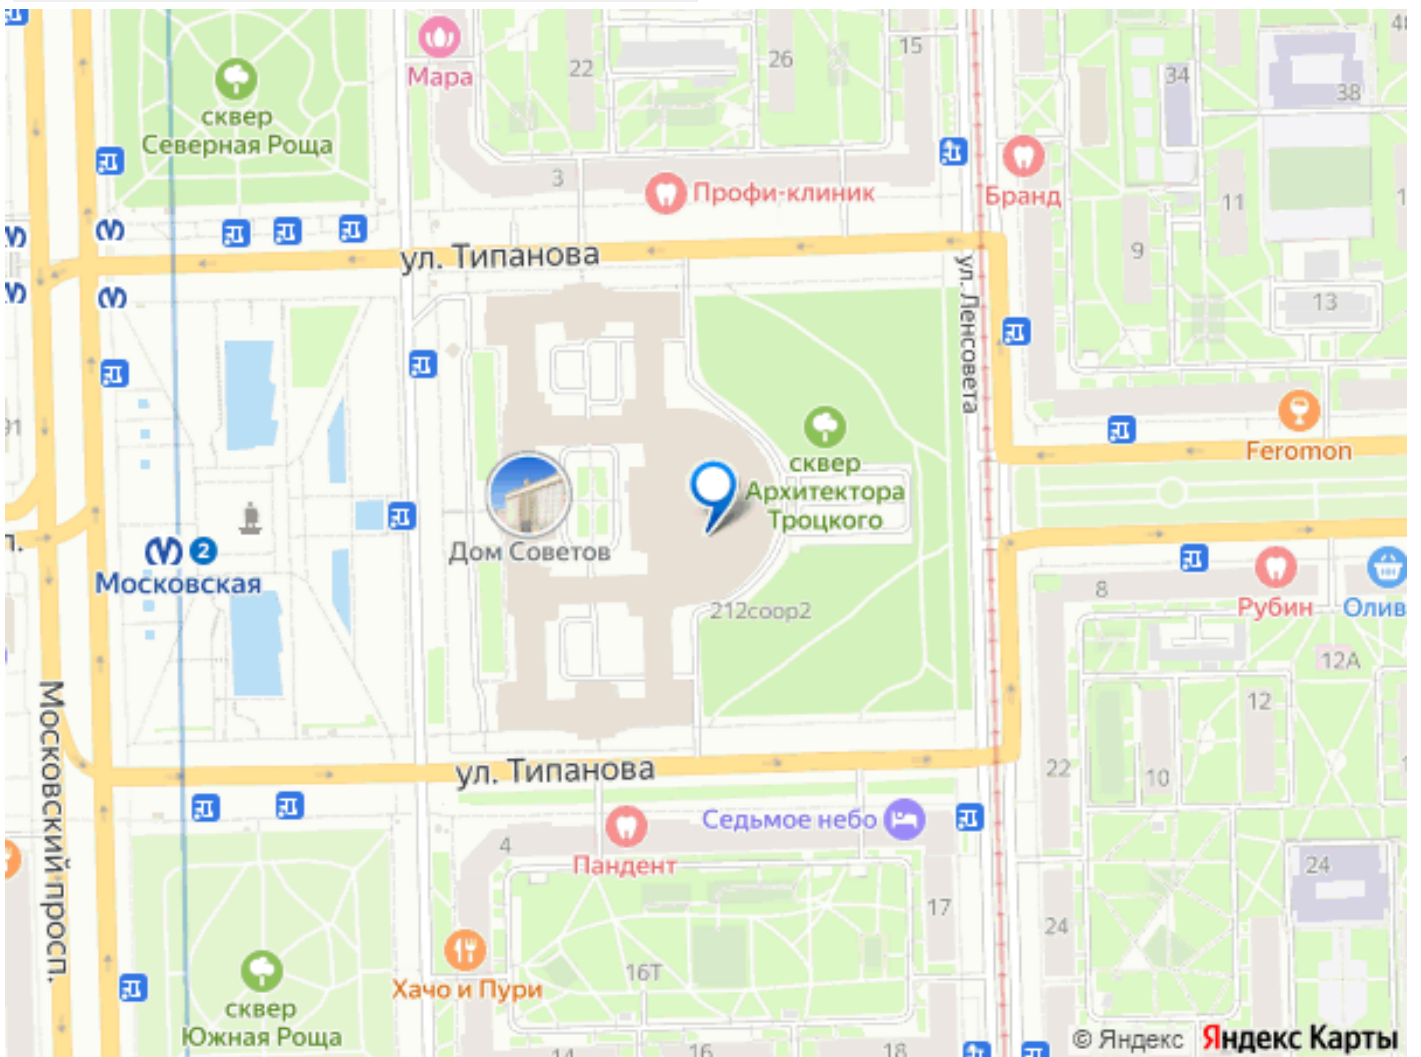 Мара
22
26
15
34
38
сквер
Северная Роща
3
Профи-клиник
Бранд
11
9
ул. Типанова
ул. Ленсовета
13
сквер
Архитектора
Троцкого
Feromon
Дом Советов
2
Московская
212соор2
8
Рубин
Олив
12А
12
22
10
Московский просп.
ул. Типанова
Седьмое небо
4
Пандент
24
17
24
16Т
Хачо и Пури
сквер
Южная Роща
14
16
18
© Яндекс
Яндекс Карты